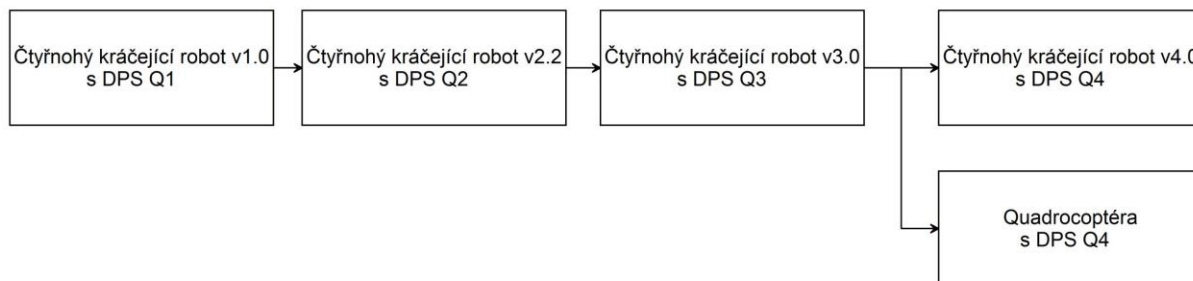 Čtyřnohý kráčející robot v1.0
s DPS Q1
Čtyřnohý kráčející robot v2.2
s DPS Q2
Čtyřnohý kráčející robot v3.0
s DPS Q3
Čtyřnohý kráčející robot v4.0
s DPS Q4
Quadrocoptéra
s DPS Q4